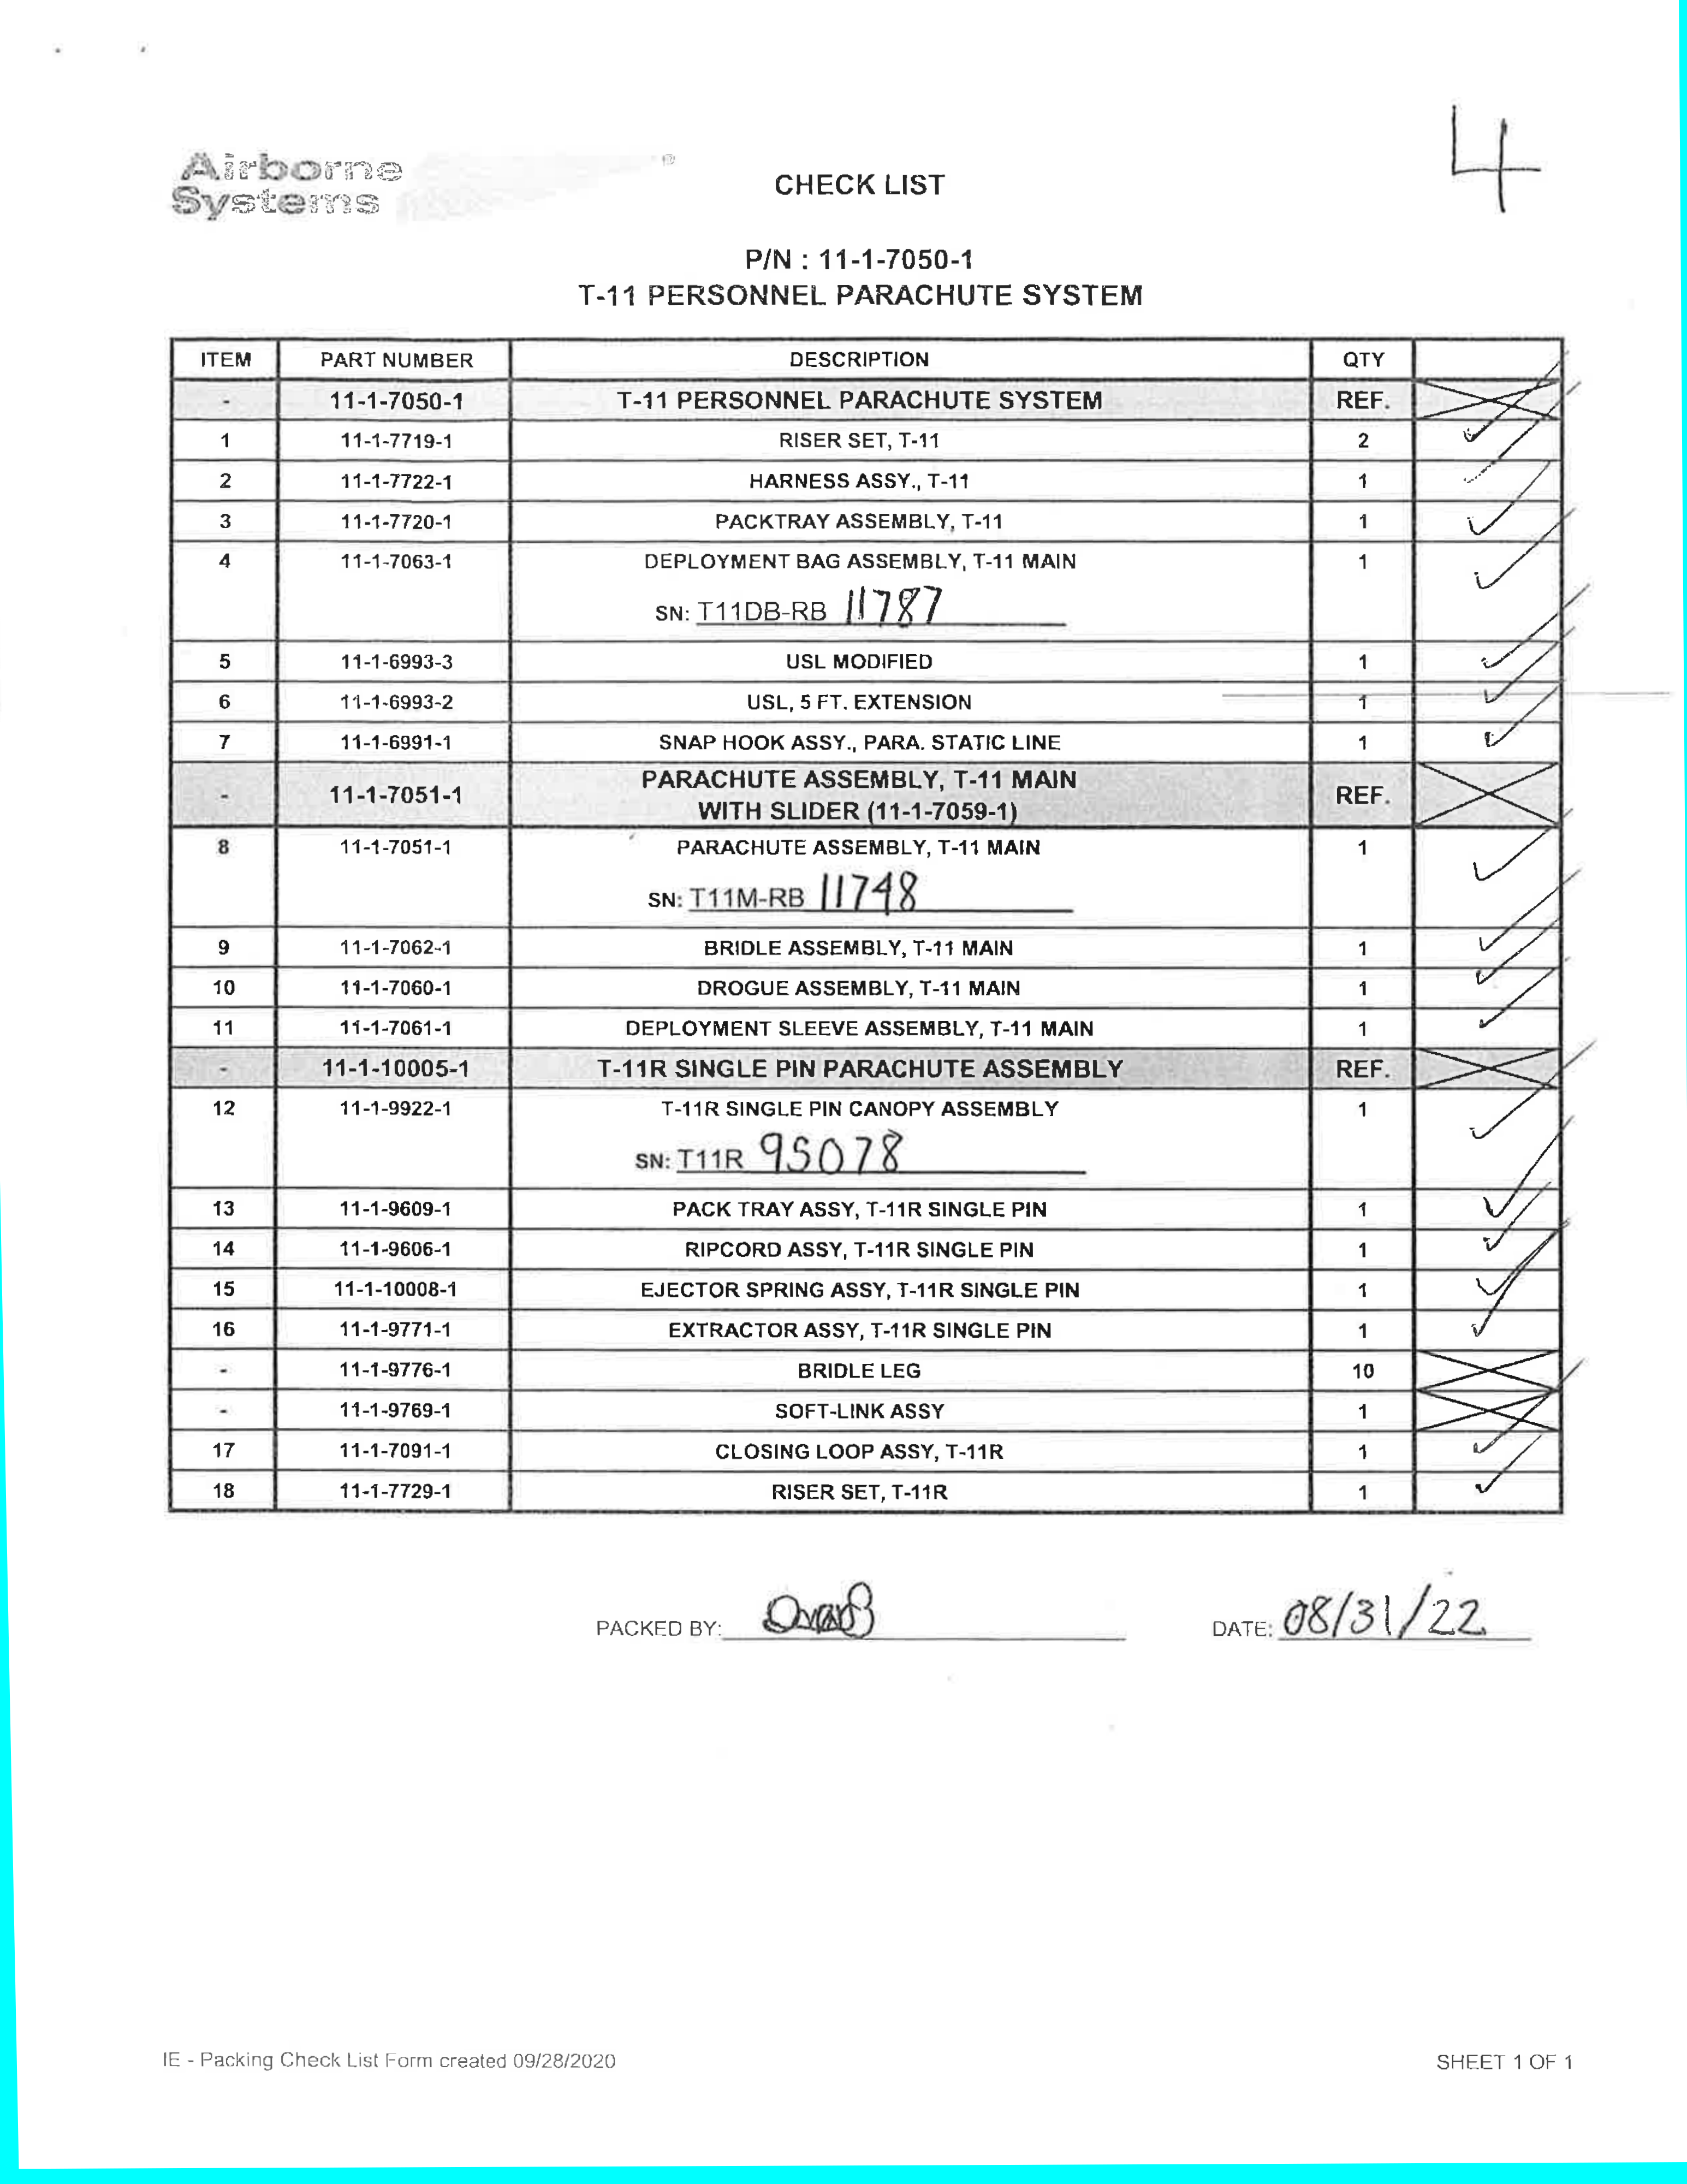 4
Airborne
Systems
CHECK LIST
P/N : 11-1-7050-1
T-11 PERSONNEL PARACHUTE SYSTEM
ITEM PART NUMBER DESCRIPTION QTY
- 11-1-7050-1 T-11 PERSONNEL PARACHUTE SYSTEM REF.
1 11-1-7719-1 RISER SET, T-11 2
2 11-1-7722-1 HARNESS ASSY., T-11 1
3 11-1-7720-1 PACKTRAY ASSEMBLY, T-11 1
4 11-1-7063-1 DEPLOYMENT BAG ASSEMBLY, T-11 MAIN 1
SN: T11DB-RB 11787
5 11-1-6993-3 USL MODIFIED 1
6 11-1-6993-2 USL, 5 FT. EXTENSION 1
7 11-1-6991-1 SNAP HOOK ASSY., PARA. STATIC LINE 1
- 11-1-7051-1 PARACHUTE ASSEMBLY, T-11 MAIN REF.
WITH SLIDER (11-1-7059-1)
8 11-1-7051-1 PARACHUTE ASSEMBLY, T-11 MAIN 1
SN: T11M-RB 11748
9 11-1-7062-1 BRIDLE ASSEMBLY, T-11 MAIN 1
10 11-1-7060-1 DROGUE ASSEMBLY, T-11 MAIN 1
11 11-1-7061-1 DEPLOYMENT SLEEVE ASSEMBLY, T-11 MAIN 1
- 11-1-10005-1 T-11R SINGLE PIN PARACHUTE ASSEMBLY REF.
12 11-1-9922-1 T-11R SINGLE PIN CANOPY ASSEMBLY 1
SN: T11R 95078
13 11-1-9609-1 PACK TRAY ASSY, T-11R SINGLE PIN 1
14 11-1-9606-1 RIPCORD ASSY, T-11R SINGLE PIN 1
15 11-1-10008-1 EJECTOR SPRING ASSY, T-11R SINGLE PIN 1
16 11-1-9771-1 EXTRACTOR ASSY, T-11R SINGLE PIN 1
- 11-1-9776-1 BRIDLE LEG 10
- 11-1-9769-1 SOFT-LINK ASSY 1
17 11-1-7091-1 CLOSING LOOP ASSY, T-11R 1
18 11-1-7729-1 RISER SET, T-11R 1
PACKED BY: DATE: 08/31/22
IE - Packing Check List Form created 09/28/2020 SHEET 1 OF 1